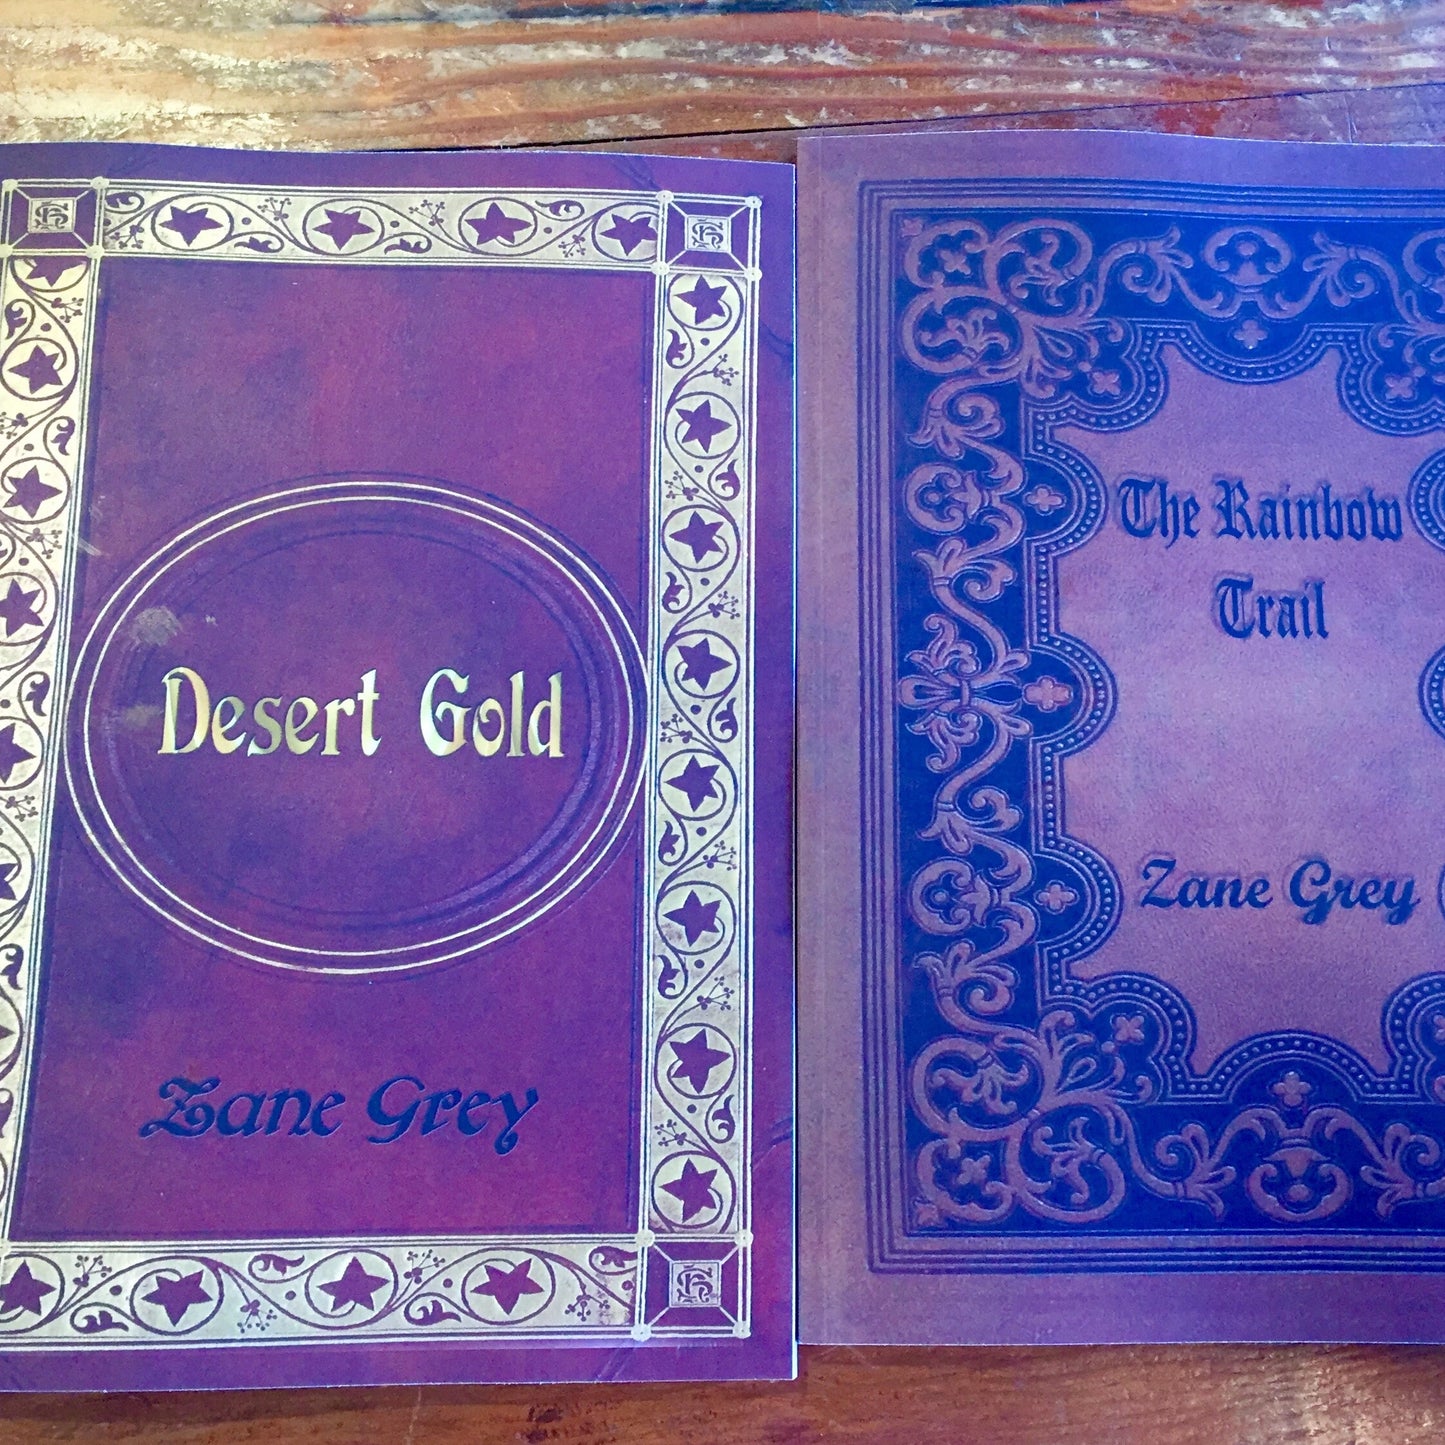 Desert Gold
Zane Grey
The Rainbow
Trail
Zane Grey